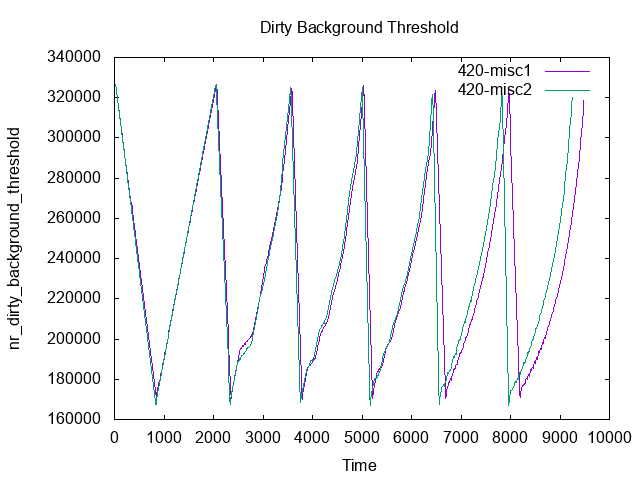 Dirty Background Threshold
340000
320000
300000
280000
260000
240000
220000
200000
180000
160000
nr_dirty_background_threshold
420-misc1
420-misc2
0 1000 2000 3000 4000 5000 6000 7000 8000 9000 10000
Time